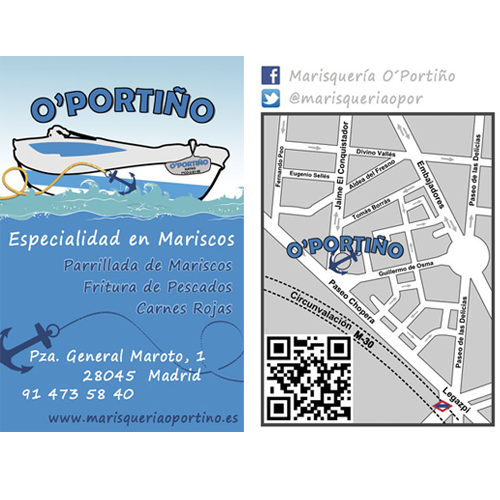 O'PORTIÑO
O'PORTIÑO
Especialidad en Mariscos
Parrillada de Mariscos
Fritura de Pescados
Carnes Rojas
Pza. General Maroto, 1
28045 Madrid
91 473 58 40
www.marisqueriaoportino.es
Marisquería O´Portiño
@marisqueriaopor
Fernando Poo
Divino Vallés
Eugenio Sellés
Jaime El Conquistador
Aldea del Fresno
Embajadores
Paseo de las Delicias
Tomás Borrás
O'PORTIÑO
Guillermo de Osma
Paseo Chopera
Circunvalación M-30
Paseo de las Delicias
Legazpi